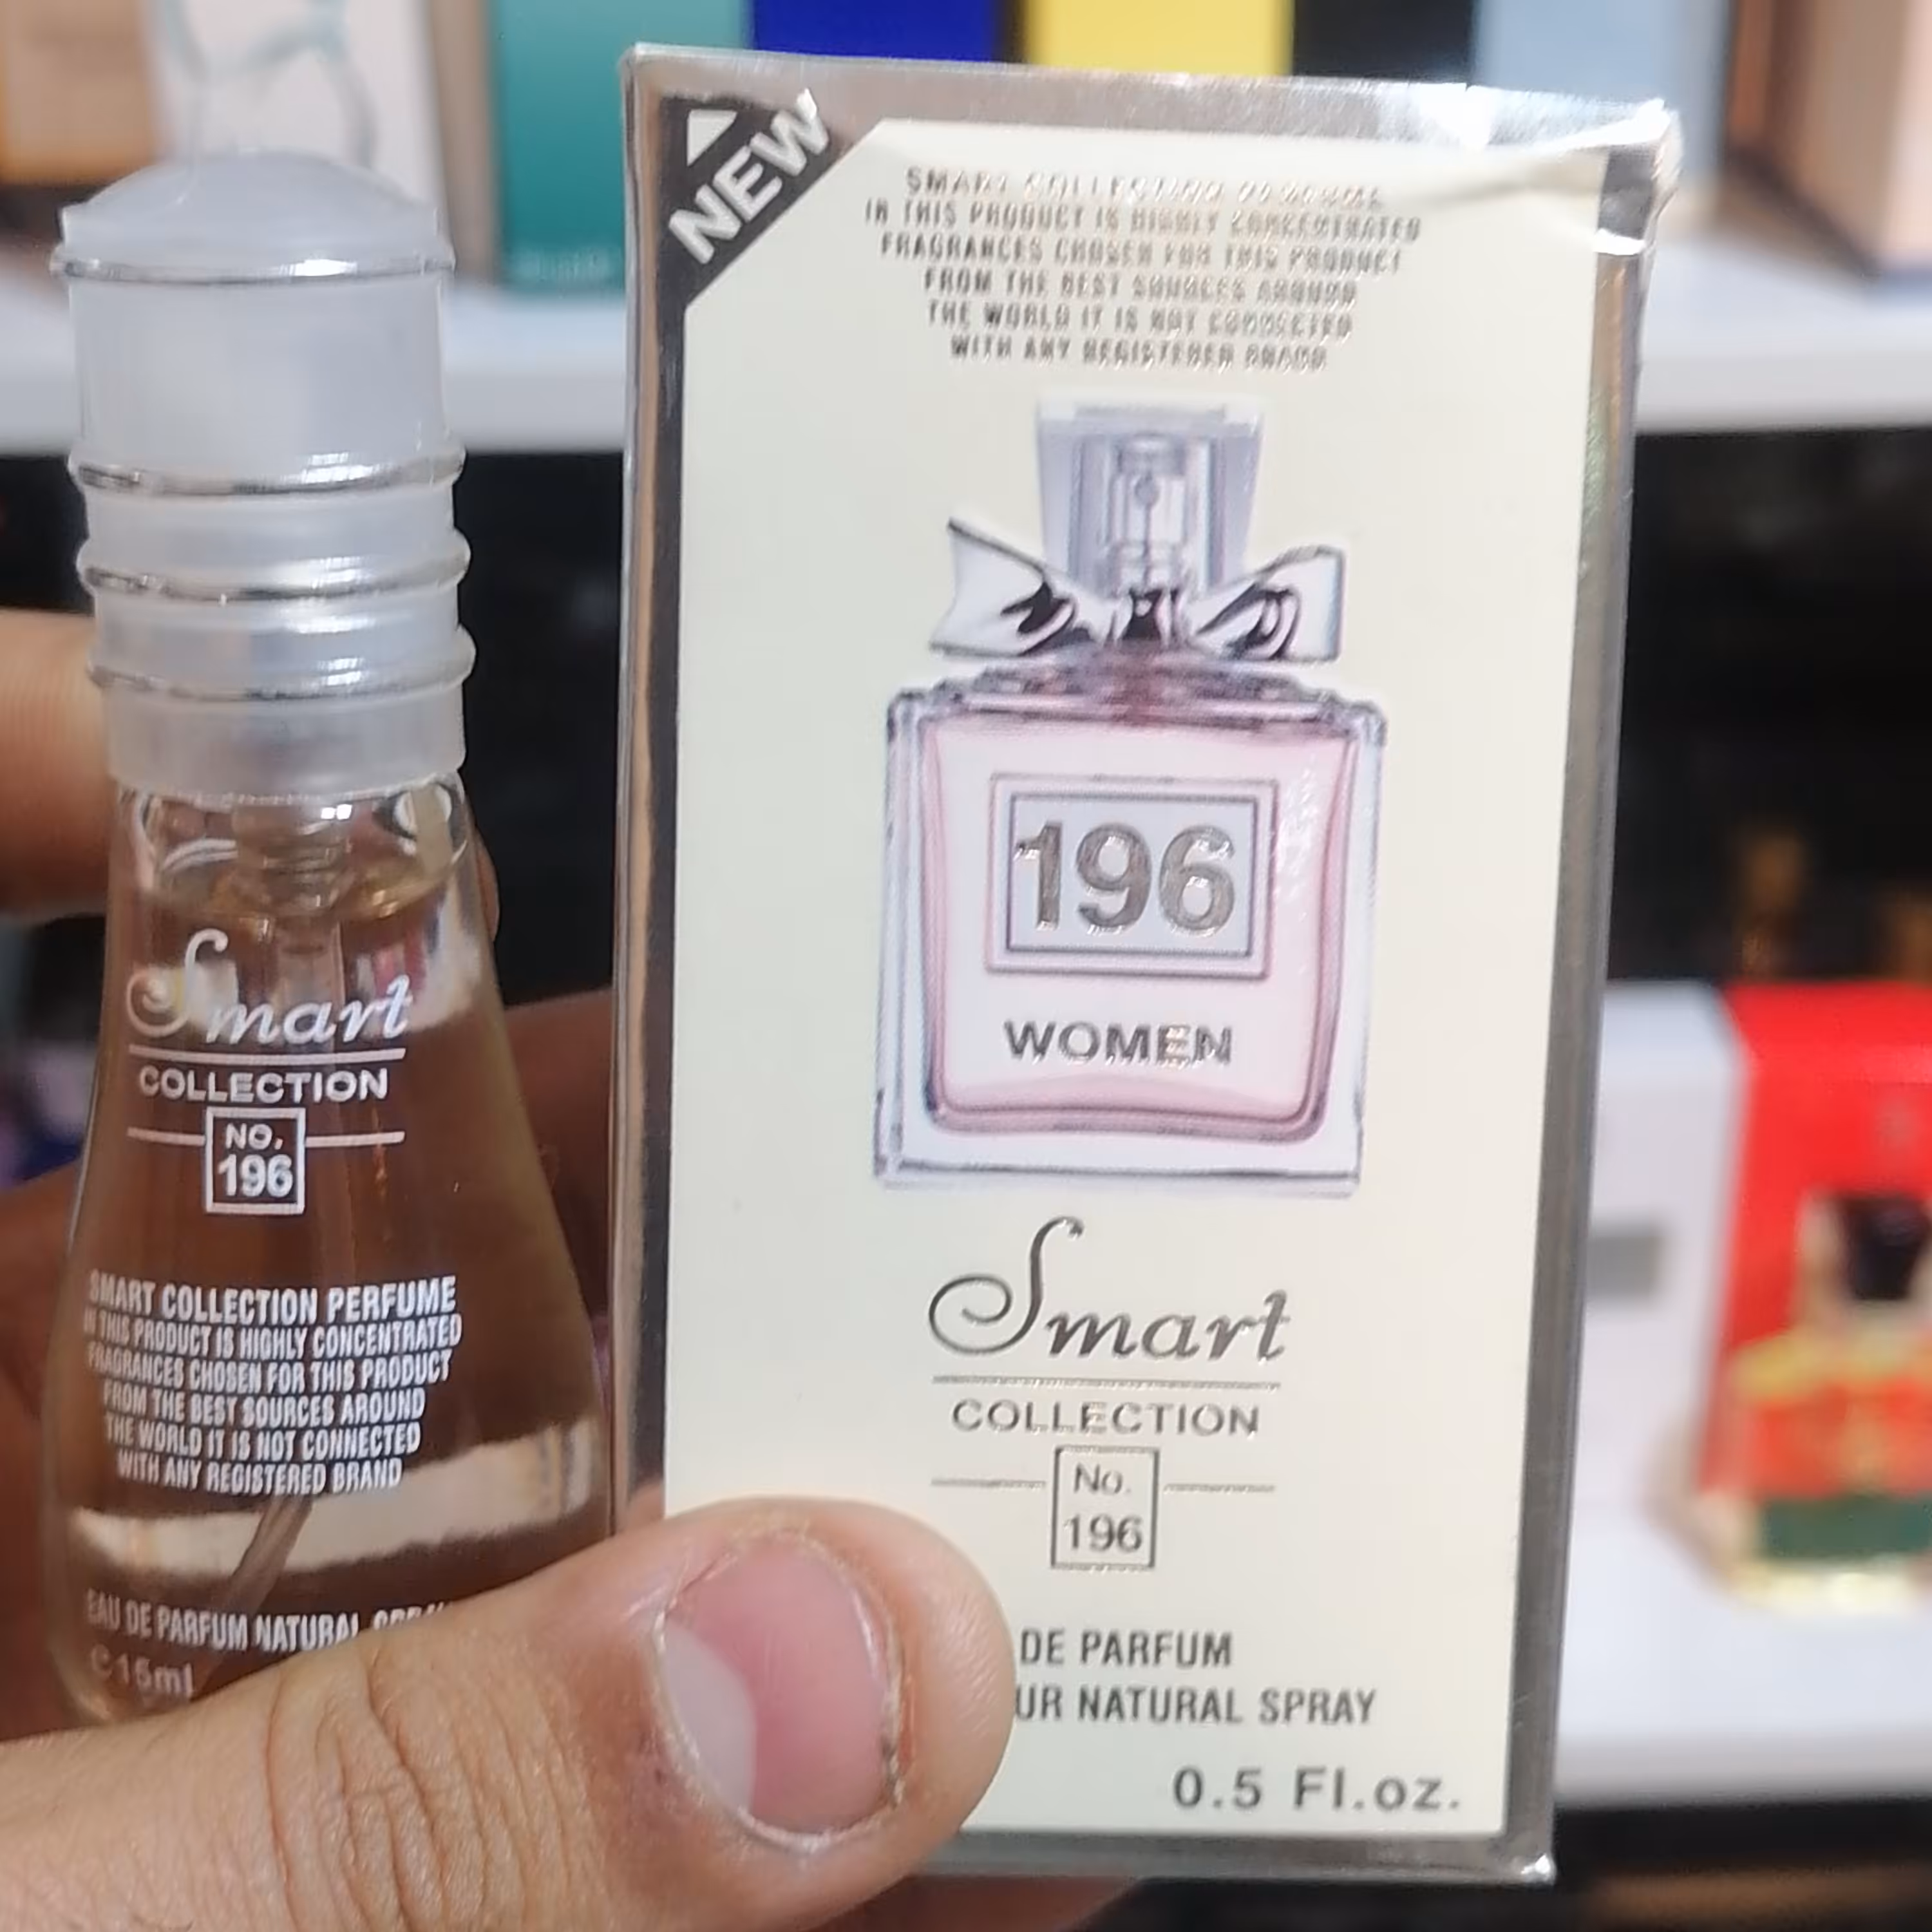 Smart
COLLECTION
NO.
196
SMART COLLECTION PERFUME
THIS PRODUCT IS HIGHLY CONCENTRATED
FRAGRANCES CHOSEN FOR THIS PRODUCT
FROM THE BEST SOURCES AROUND
THE WORLD IT IS NOT CONNECTED
WITH ANY REGISTERED BRAND
EAU DE PARFUM NATURAL
15ml
NEW
SMART COLLECTION PERFUME
IN THIS PRODUCT IS HIGHLY CONCENTRATED
FRAGRANCES CHOSEN FOR THIS PRODUCT
FROM THE BEST SOURCES AROUND
THE WORLD IT IS NOT CONNECTED
WITH ANY REGISTERED BRAND
196
WOMEN
Smart
COLLECTION
No.
196
DE PARFUM
UR NATURAL SPRAY
0.5 Fl.oz.